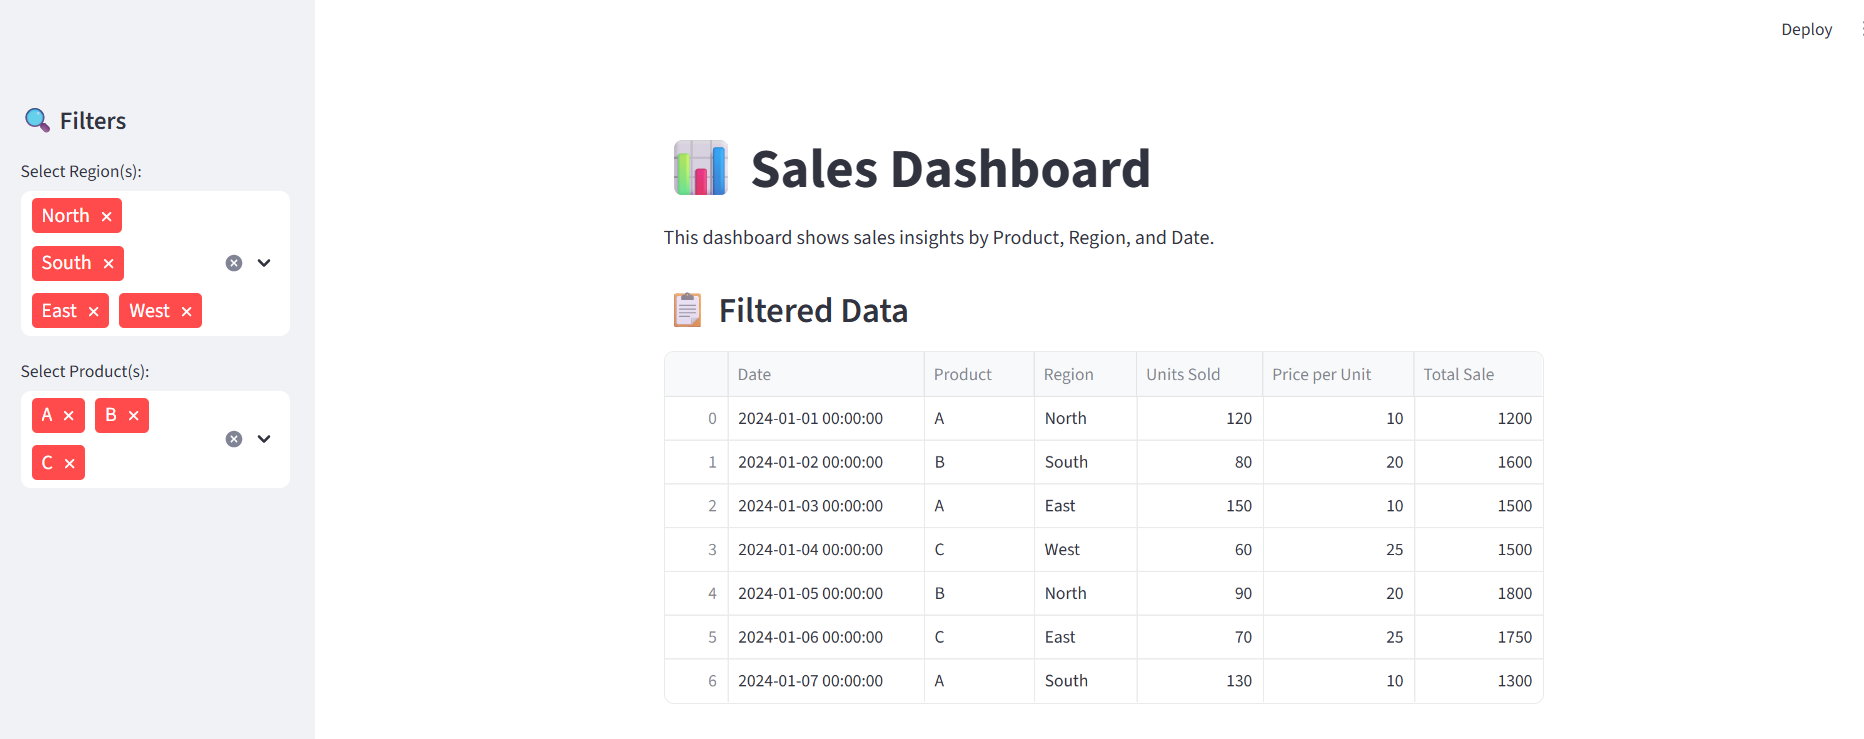 Deploy
Filters
Select Region(s):
North ×
South ×
East × West ×
Select Product(s):
A × B ×
C ×
Sales Dashboard
This dashboard shows sales insights by Product, Region, and Date.
Filtered Data
Date Product Region Units Sold Price per Unit Total Sale
0 2024-01-01 00:00:00 A North 120 10 1200
1 2024-01-02 00:00:00 B South 80 20 1600
2 2024-01-03 00:00:00 A East 150 10 1500
3 2024-01-04 00:00:00 C West 60 25 1500
4 2024-01-05 00:00:00 B North 90 20 1800
5 2024-01-06 00:00:00 C East 70 25 1750
6 2024-01-07 00:00:00 A South 130 10 1300